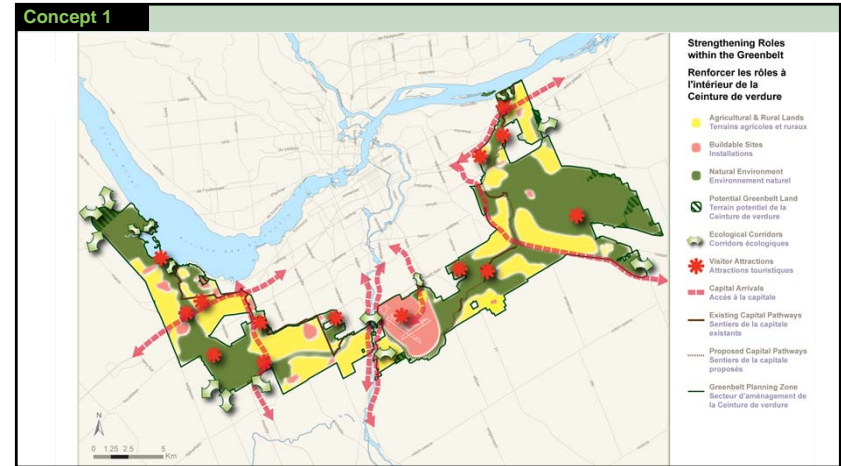 Concept 1
Strengthening Roles
within the Greenbelt
Renforcer les rôles à
l'intérieur de la
Ceinture de verdure
Agricultural & Rural Lands
Terrains agricoles et ruraux
Buildable Sites
Installations
Natural Environment
Environnement naturel
Potential Greenbelt Land
Terrain potentiel de la
Ceinture de verdure
Ecological Corridors
Corridors écologiques
Visitor Attractions
Attractions touristiques
Capital Arrivals
Accès à la capitale
Existing Capital Pathways
Sentiers de la capitale
existants
Proposed Capital Pathways
Sentiers de la capitale
proposés
Greenbelt Planning Zone
Secteur d'aménagement de
la Ceinture de verdure
N
0 1.25 2.5 5
Km